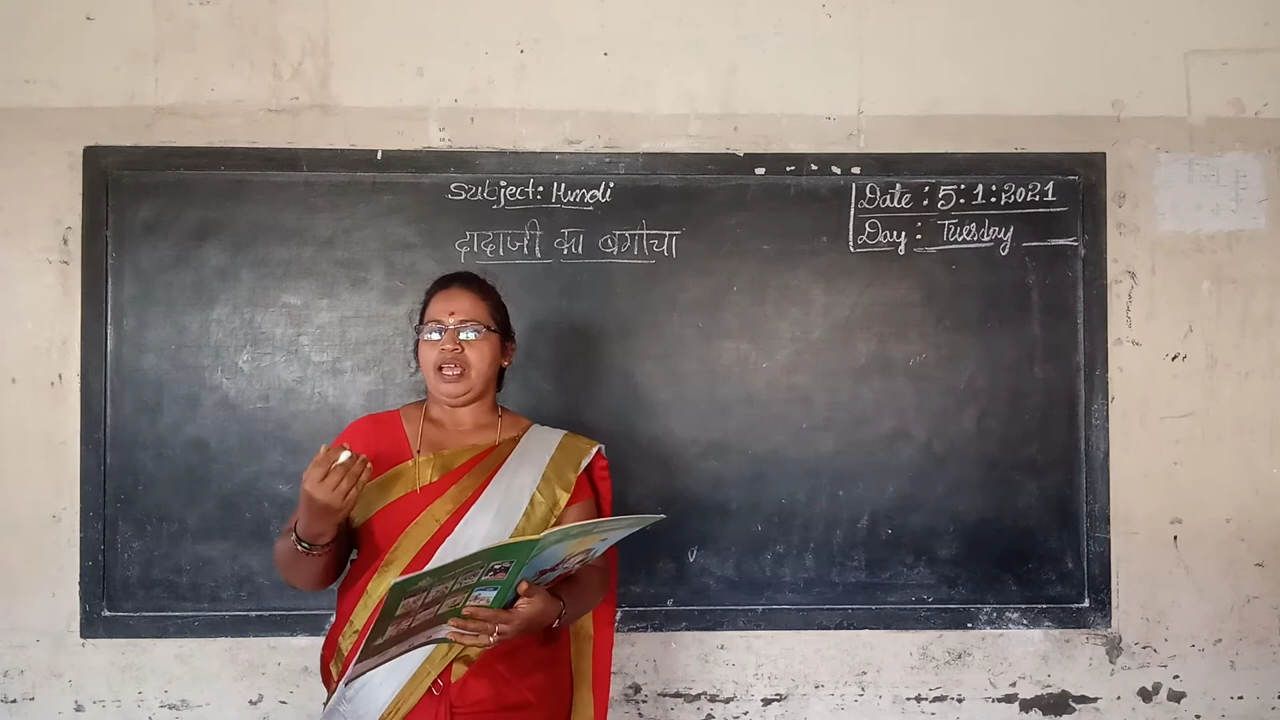 Subject: Hindi
दादाजी का बगीचा
Date : 5:1:2021
Day : Tuesday